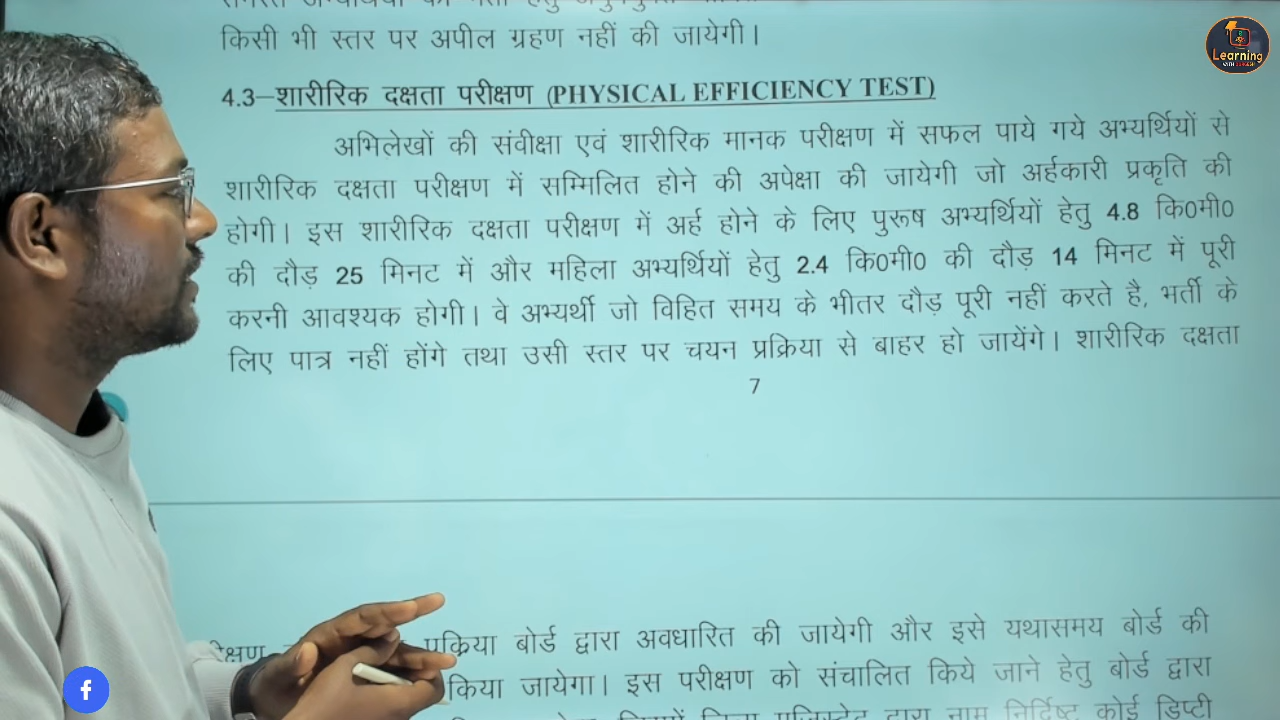 किसी भी स्तर पर अपील ग्रहण नहीं की जायेगी।
4.3–शारीरिक दक्षता परीक्षण (PHYSICAL EFFICIENCY TEST)
अभिलेखों की संवीक्षा एवं शारीरिक मानक परीक्षण में सफल पाये गये अभ्यर्थियों से
शारीरिक दक्षता परीक्षण में सम्मिलित होने की अपेक्षा की जायेगी जो अर्हकारी प्रकृति की
होगी। इस शारीरिक दक्षता परीक्षण में अर्ह होने के लिए पुरूष अभ्यर्थियों हेतु 4.8 कि0मी0
की दौड़ 25 मिनट में और महिला अभ्यर्थियों हेतु 2.4 कि0मी0 की दौड़ 14 मिनट में पूरी
करनी आवश्यक होगी। वे अभ्यर्थी जो विहित समय के भीतर दौड़ पूरी नहीं करते है, भर्ती के
लिए पात्र नहीं होंगे तथा उसी स्तर पर चयन प्रक्रिया से बाहर हो जायेंगे। शारीरिक दक्षता
7
प्रक्रिया बोर्ड द्वारा अवधारित की जायेगी और इसे यथासमय बोर्ड की
किया जायेगा। इस परीक्षण को संचालित किये जाने हेतु बोर्ड द्वारा
द्वारा नाम निर्दिष्ट कोई डिप्टी
Learning